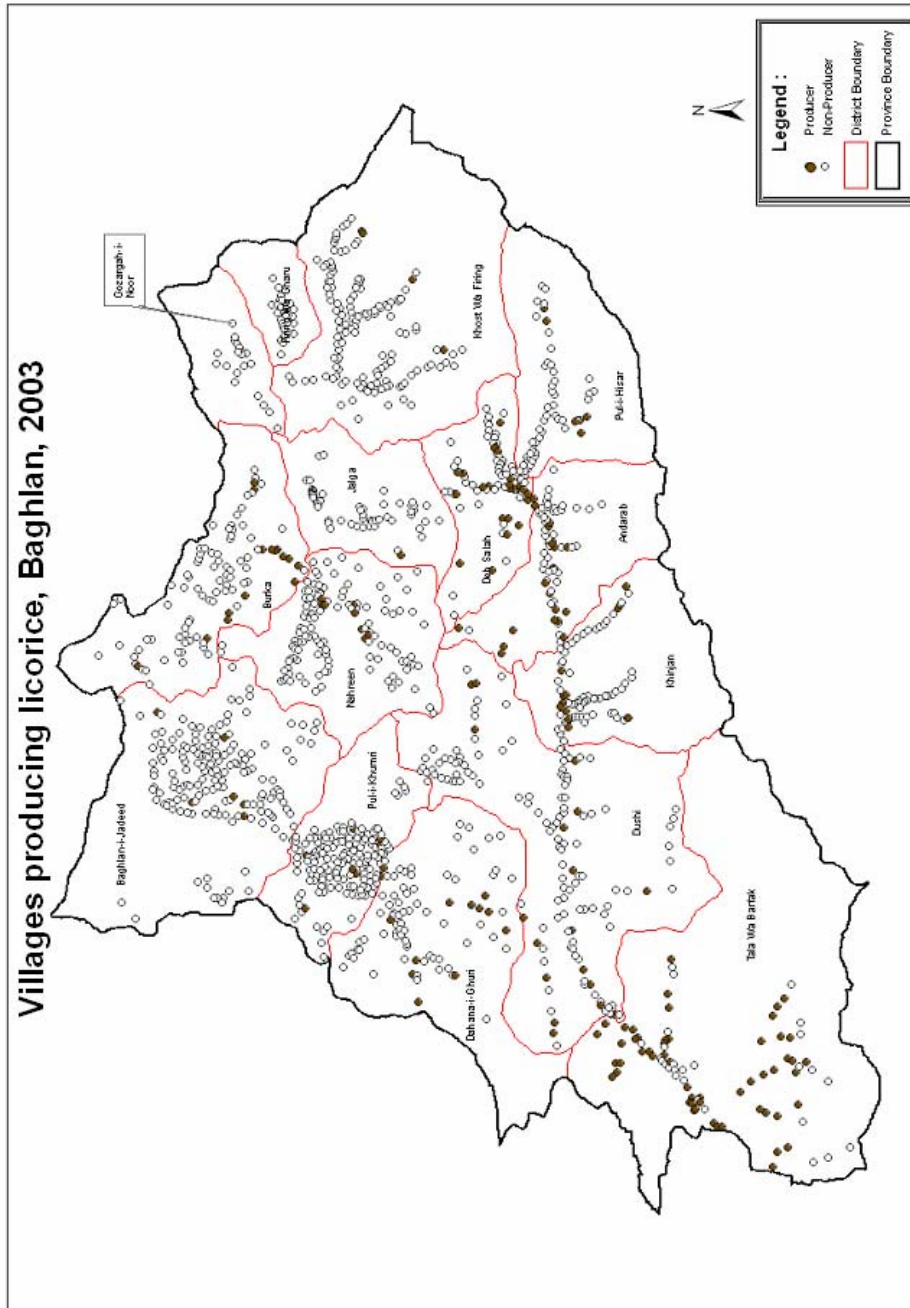 Villages producing licorice, Baghlan, 2003
Gozargah-i-
Noor
Khost Wa Firing
Burka
Jalga
Baghlan-i-Jadeed
Nahreen
Pul-i-Hisar
Deh Salah
Andarab
Pul-i-Khumri
Khinjan
Dahana-i-Ghuri
Dushi
Tala Wa Barfak
N
Legend :
Producer
Non-Producer
District Boundary
Province Boundary